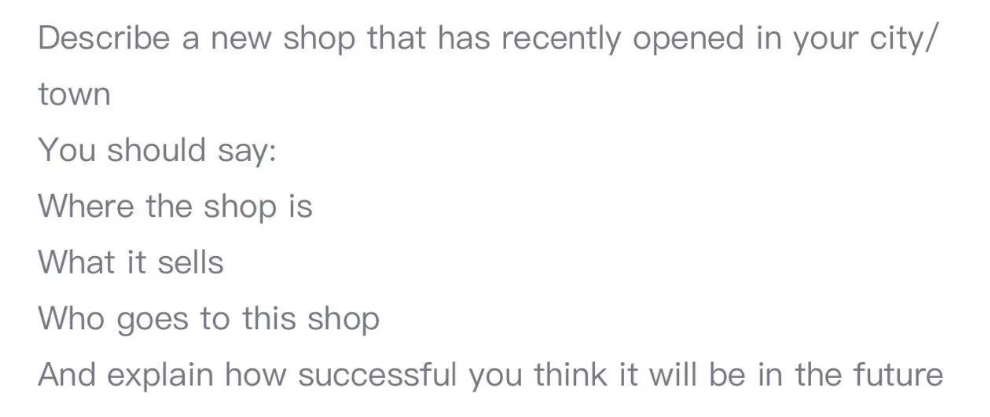 Describe a new shop that has recently opened in your city/
town
You should say:
Where the shop is
What it sells
Who goes to this shop
And explain how successful you think it will be in the future